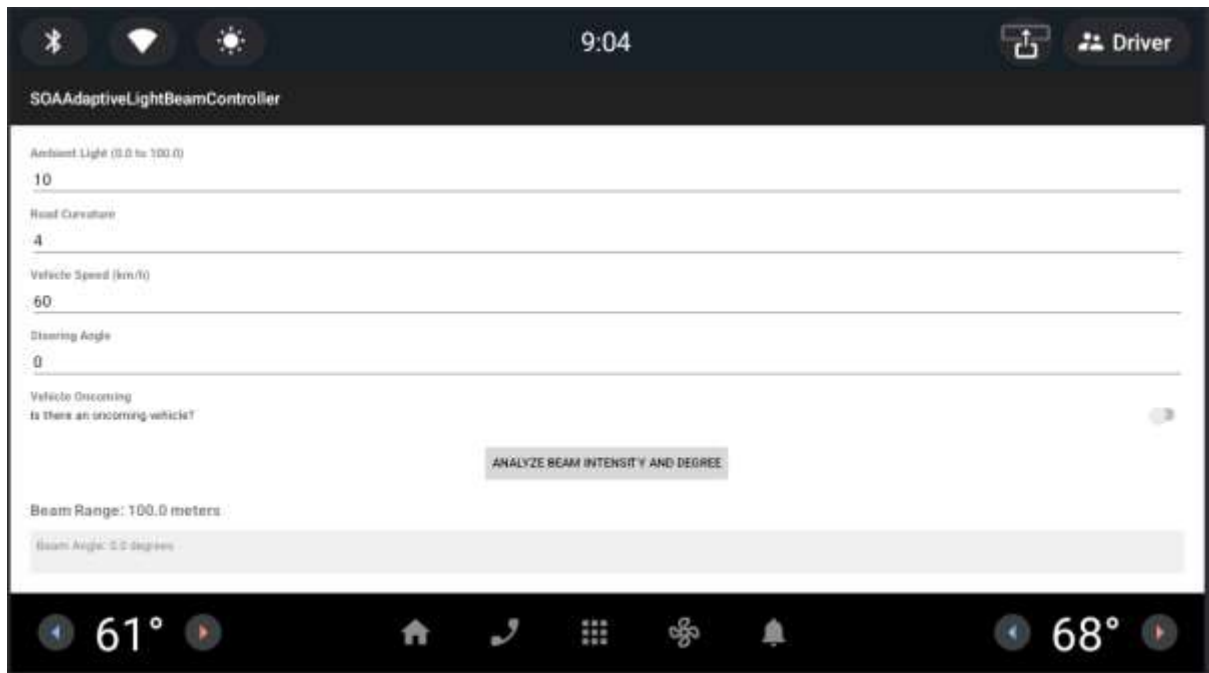 9:04
Driver
SOAAdaptiveLightBeamController
Ambient Light (0.0 to 100.0)
10
Road Curvature
4
Vehicle Speed (km/h)
60
Steering Angle
0
Vehicle Oncoming
Is there an oncoming vehicle?
ANALYZE BEAM INTENSITY AND DEGREE
Beam Range: 100.0 meters
Beam Angle: 0.0 degrees
61°
68°